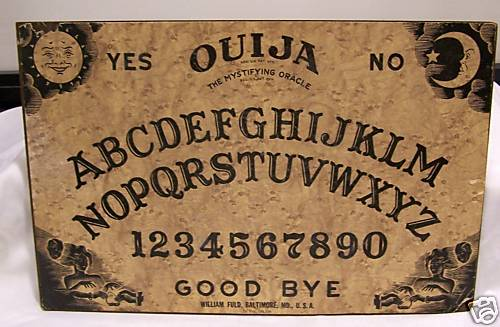 YES OUIJA NO
THE MYSTIFYING ORACLE
ABCDEFGHIJKLM
NOPQRSTUVWXYZ
1234567890
GOOD BYE
WILLIAM FULD, BALTIMORE, MD., U.S.A.